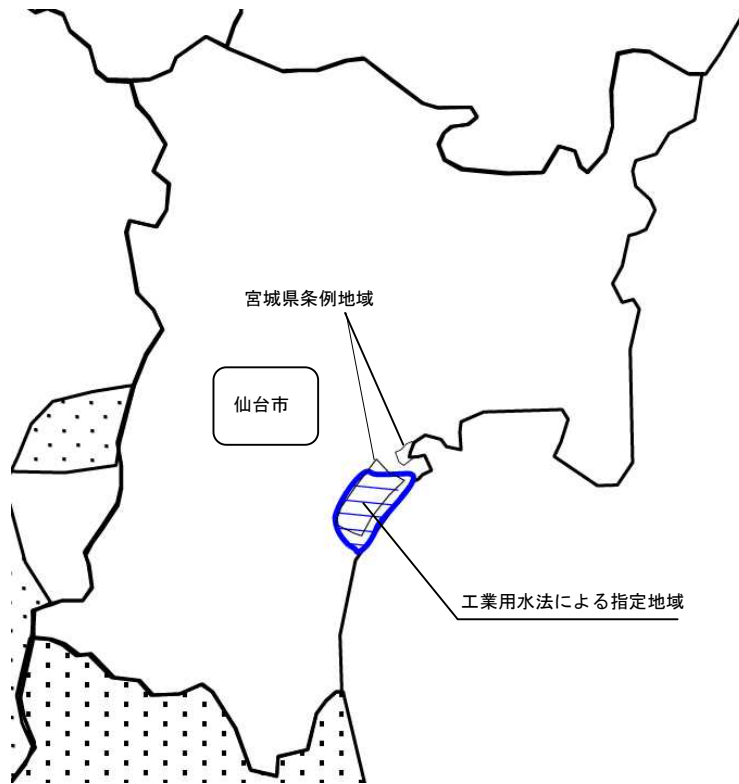 宮城県条例地域
仙台市
工業用水法による指定地域